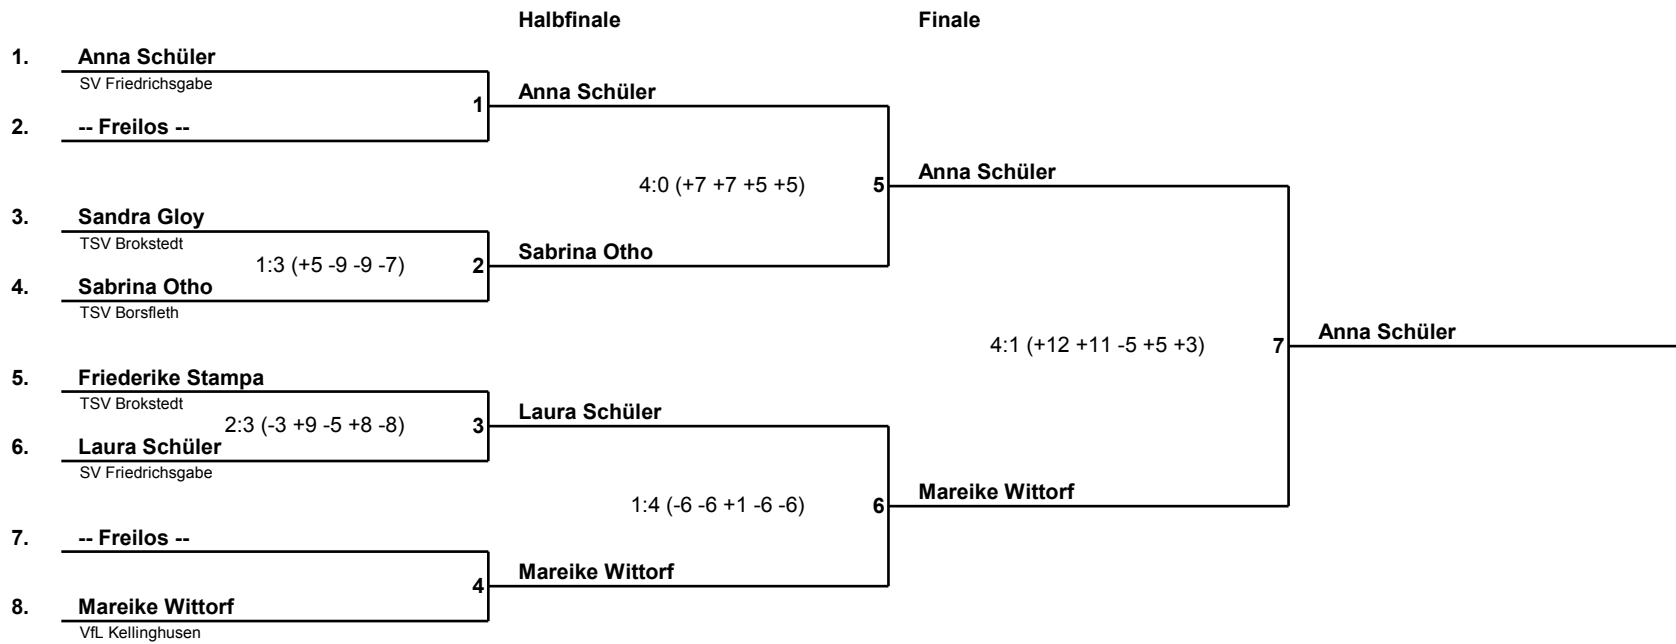 Halbfinale Finale
1. Anna Schüler
SV Friedrichsgabe
1 Anna Schüler
2. -- Freilos --
4:0 (+7 +7 +5 +5) 5 Anna Schüler
3. Sandra Gloy
TSV Brokstedt
1:3 (+5 -9 -9 -7) 2 Sabrina Otho
4. Sabrina Otho
TSV Borsfleth
4:1 (+12 +11 -5 +5 +3) 7 Anna Schüler
5. Friederike Stampa
TSV Brokstedt
2:3 (-3 +9 -5 +8 -8) 3 Laura Schüler
6. Laura Schüler
SV Friedrichsgabe
1:4 (-6 -6 +1 -6 -6) 6 Mareike Wittorf
7. -- Freilos --
4 Mareike Wittorf
8. Mareike Wittorf
VfL Kellinghusen